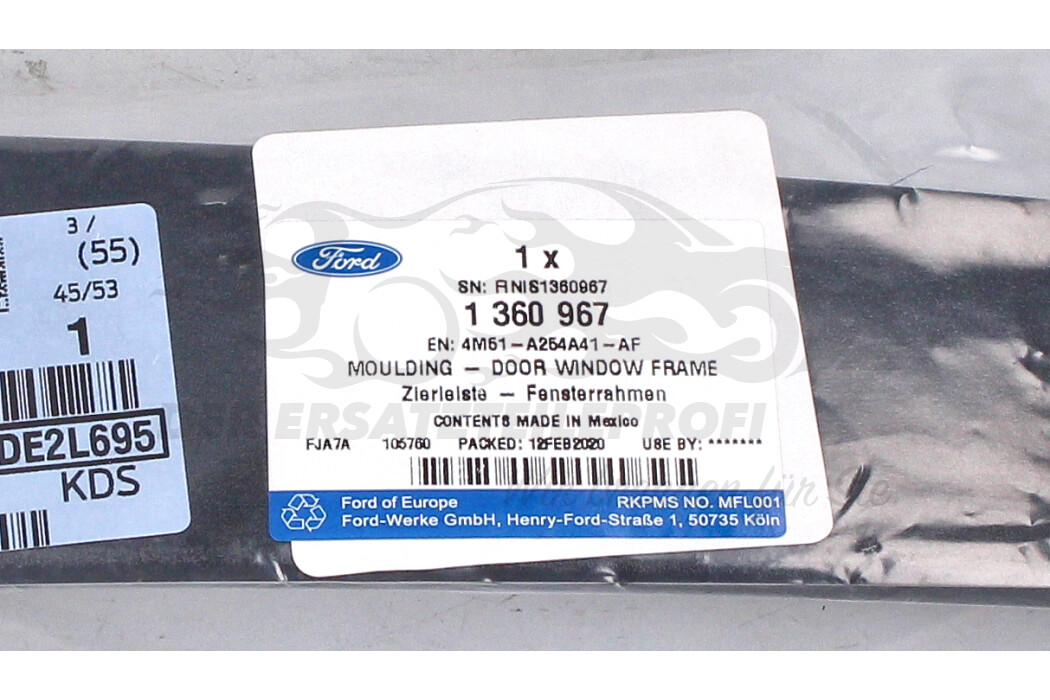 3 /
(55)
45/53
1
DE2L695
KDS
Ford
1 x
SN: FINIS1360967
1 360 967
EN: 4M51-A254A41-AF
MOULDING - DOOR WINDOW FRAME
Zierleiste - Fensterrahmen
CONTENTS MADE IN Mexico
FJA7A 105760 PACKED: 12FEB2020 USE BY: *******
Ford of Europe RKPMS NO. MFL001
Ford-Werke GmbH, Henry-Ford-Straße 1, 50735 Köln
ERSATZTEILEPROFI